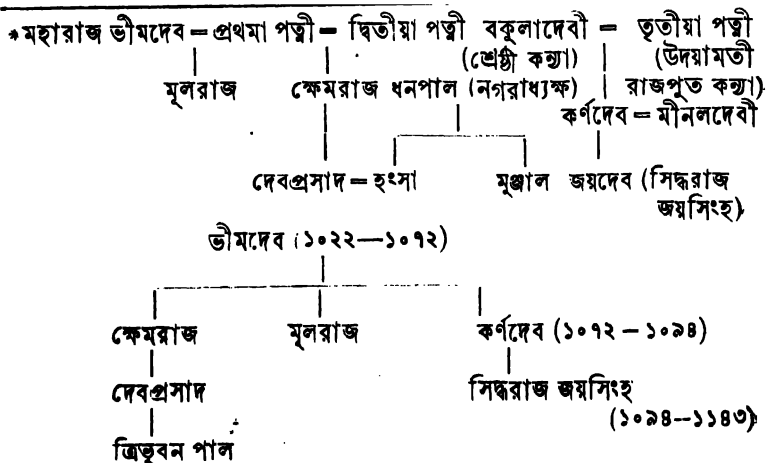 *মহারাজ ভীমদেব = প্রথমা পত্নী = দ্বিতীয়া পত্নী বকুলাদেবী = তৃতীয়া পত্নী
(শ্রেষ্ঠী কন্যা) (উদয়ামতী
মূলরাজ ক্ষেমরাজ ধনপাল (নগরাধ্যক্ষ) রাজপুত কন্যা)
কর্ণদেব = মীনলদেবী
দেবপ্রসাদ = হংসা মুঞ্জাল জয়দেব (সিদ্ধরাজ
জয়সিংহ)
ভীমদেব (১০২২—১০৭২)
ক্ষেমরাজ মূলরাজ কর্ণদেব (১০৭২ – ১০৯৪)
দেবপ্রসাদ সিদ্ধরাজ জয়সিংহ
(১০৯৪--১১৪৩)
ত্রিভুবন পাল